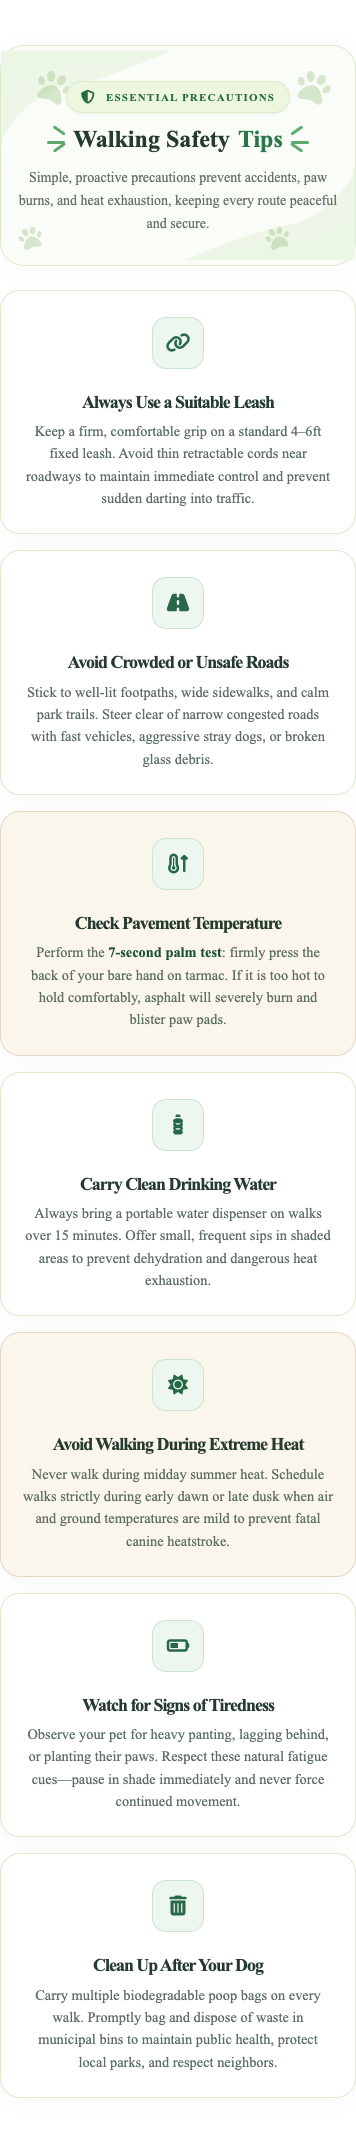 ESSENTIAL PRECAUTIONS
Walking Safety Tips
Simple, proactive precautions prevent accidents, paw
burns, and heat exhaustion, keeping every route peaceful
and secure.
Always Use a Suitable Leash
Keep a firm, comfortable grip on a standard 4–6ft
fixed leash. Avoid thin retractable cords near
roadways to maintain immediate control and prevent
sudden darting into traffic.
Avoid Crowded or Unsafe Roads
Stick to well-lit footpaths, wide sidewalks, and calm
park trails. Steer clear of narrow congested roads
with fast vehicles, aggressive stray dogs, or broken
glass debris.
Check Pavement Temperature
Perform the 7-second palm test: firmly press the
back of your bare hand on tarmac. If it is too hot to
hold comfortably, asphalt will severely burn and
blister paw pads.
Carry Clean Drinking Water
Always bring a portable water dispenser on walks
over 15 minutes. Offer small, frequent sips in shaded
areas to prevent dehydration and dangerous heat
exhaustion.
Avoid Walking During Extreme Heat
Never walk during midday summer heat. Schedule
walks strictly during early dawn or late dusk when air
and ground temperatures are mild to prevent fatal
canine heatstroke.
Watch for Signs of Tiredness
Observe your pet for heavy panting, lagging behind,
or planting their paws. Respect these natural fatigue
cues—pause in shade immediately and never force
continued movement.
Clean Up After Your Dog
Carry multiple biodegradable poop bags on every
walk. Promptly bag and dispose of waste in
municipal bins to maintain public health, protect
local parks, and respect neighbors.